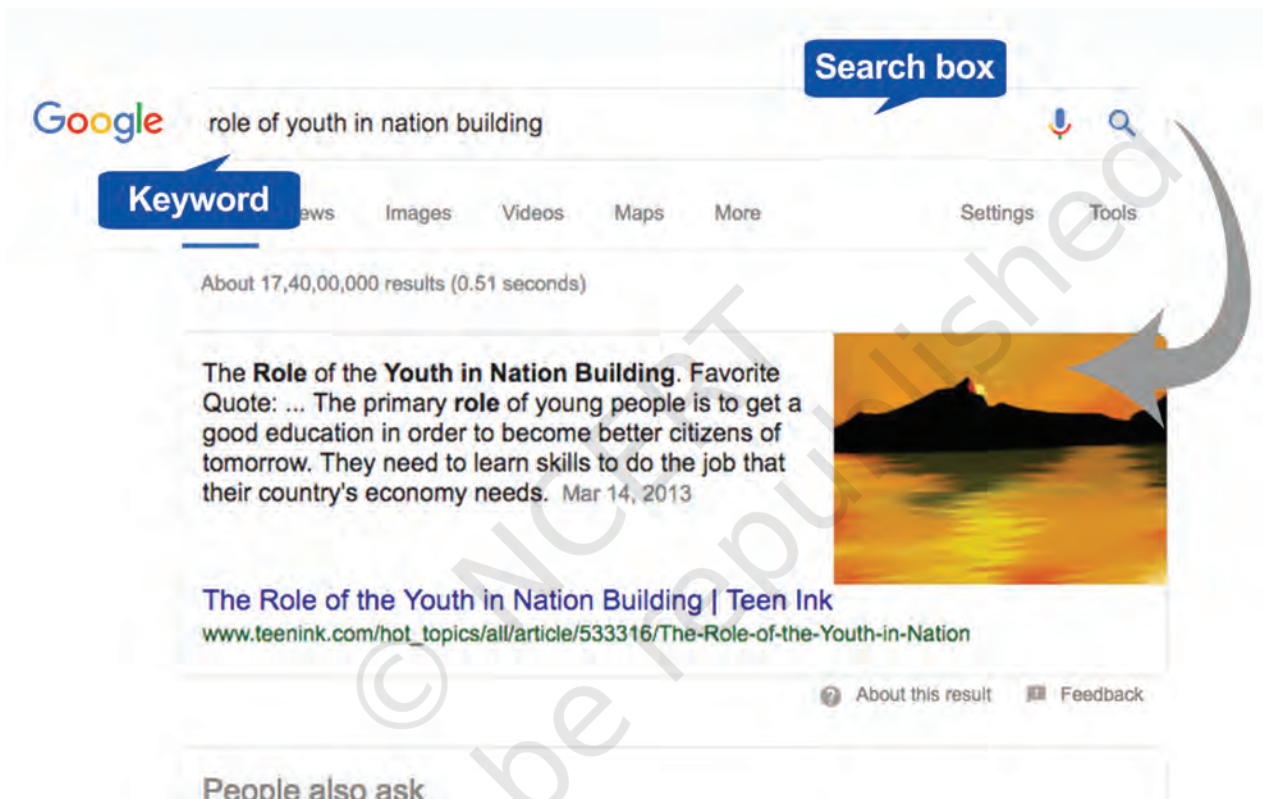 Search box
Google role of youth in nation building
Keyword
ews Images Videos Maps More Settings Tools
About 17,40,00,000 results (0.51 seconds)
The Role of the Youth in Nation Building. Favorite
Quote: ... The primary role of young people is to get a
good education in order to become better citizens of
tomorrow. They need to learn skills to do the job that
their country's economy needs. Mar 14, 2013
The Role of the Youth in Nation Building | Teen Ink
www.teenink.com/hot_topics/all/article/533316/The-Role-of-the-Youth-in-Nation
About this result Feedback
People also ask
© NCERT
be republished